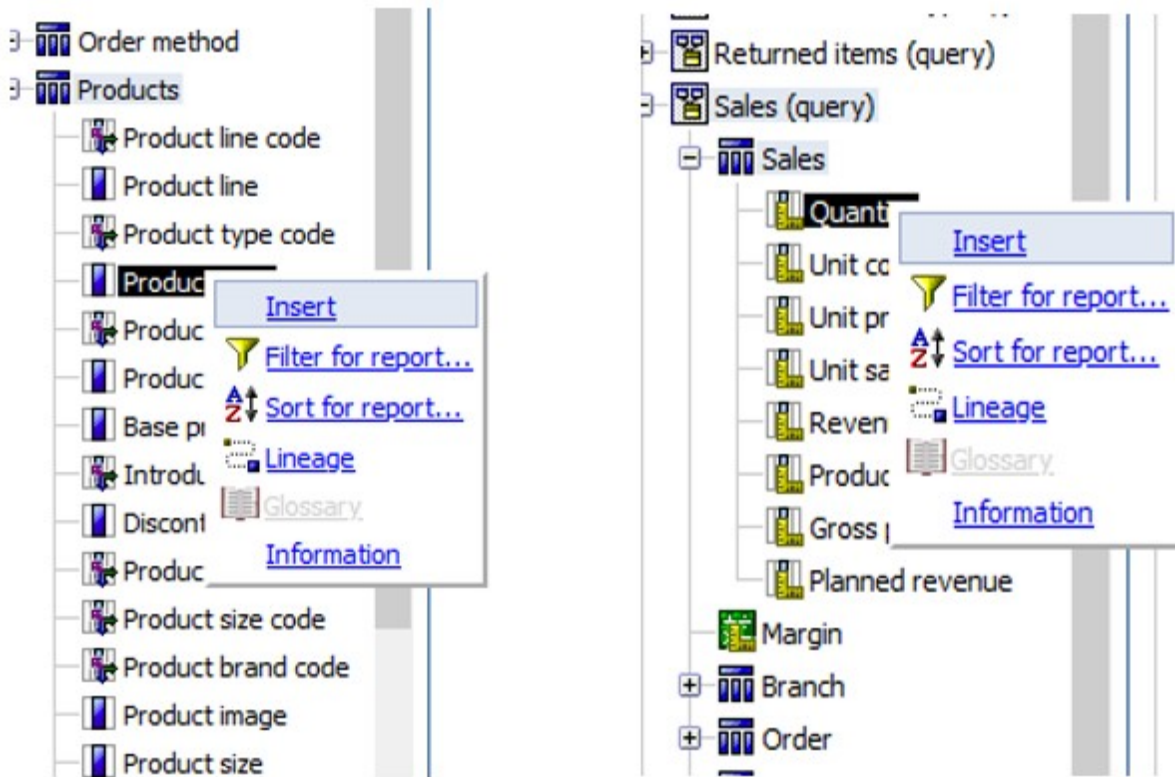 Order method
Products
Product line code
Product line
Product type code
Produc
Insert
Produc
Filter for report...
Produc
Sort for report...
Base pr
Lineage
Introdu
Glossary
Discont
Information
Produc
Product size code
Product brand code
Product image
Product size
Returned items (query)
Sales (query)
Sales
Quanti
Insert
Unit co
Filter for report...
Unit pr
Sort for report...
Unit sa
Lineage
Reven
Glossary
Produc
Information
Gross
Planned revenue
Margin
Branch
Order